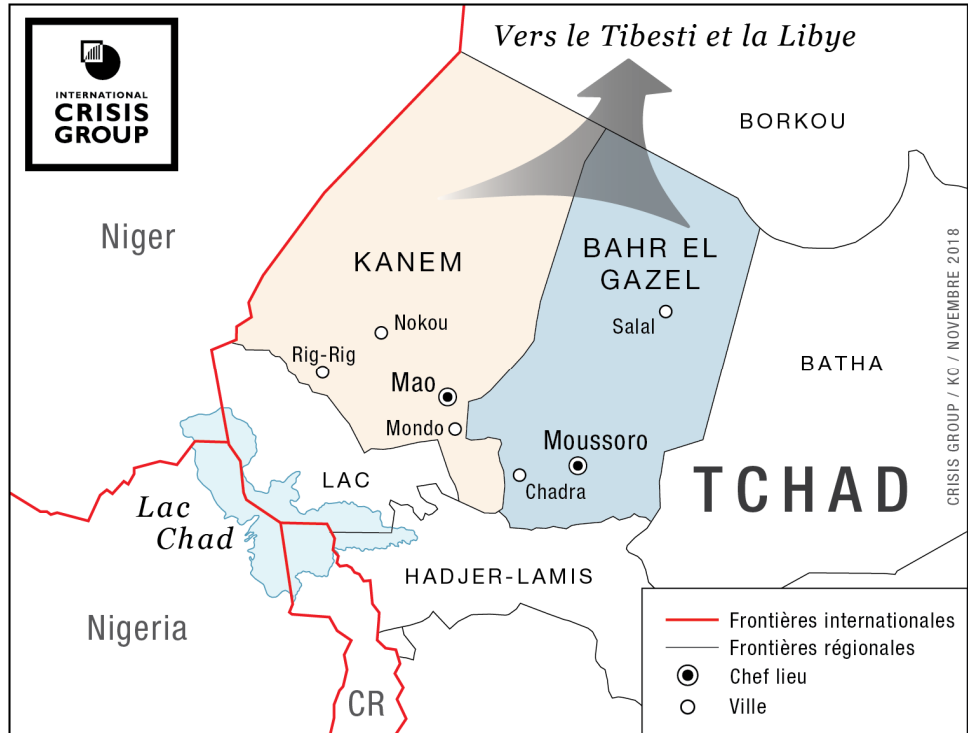 INTERNATIONAL
CRISIS
GROUP
Vers le Tibesti et la Libye
BORKOU
Niger
KANEM
BAHR EL
GAZEL
Nokou
Salal
Rig-Rig
BATHA
Mao
Mondo
Moussoro
Chadra
LAC
TCHAD
Lac
Chad
HADJER-LAMIS
Nigeria
CR
Frontières internationales
Frontières régionales
Chef lieu
Ville
CRISIS GROUP / KO / NOVEMBRE 2018